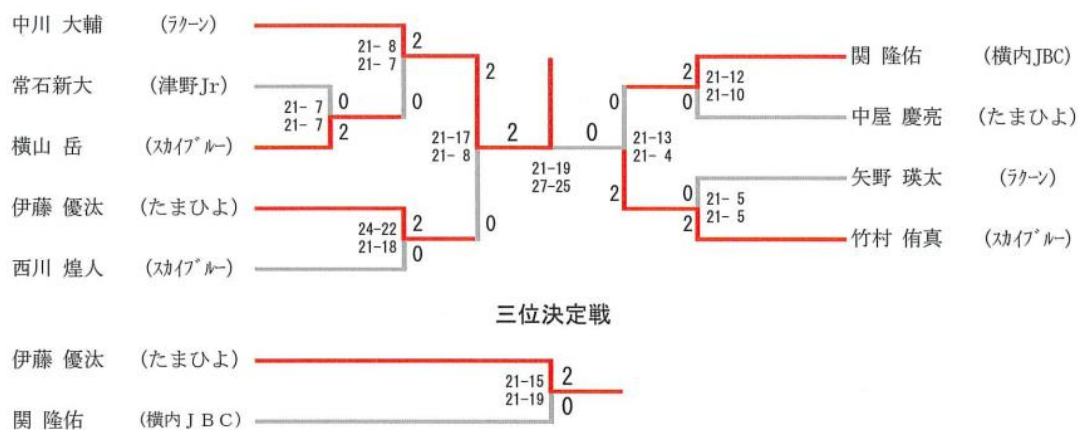 中川 大輔 (ラクーン)
21- 8 2
21- 7
常石新大 (津野Jr) 0 0
21- 7
21- 7
横山 岳 (スカイブルー) 2
2
21-17
21- 8
伊藤 優汰 (たまひよ)
24-22 2 0
21-18 0
西川 煌人 (スカイブルー)
2 0
21-19
27-25
関 隆佑 (横内JBC)
2 21-12
0 21-10
中屋 慶亮 (たまひよ)
0
21-13
21- 4
2
矢野 瑛太 (ラクーン)
0 21- 5
2 21- 5
竹村 侑真 (スカイブルー)
三位決定戦
伊藤 優汰 (たまひよ)
21-15 2
21-19 0
関 隆佑 (横内ＪＢＣ)